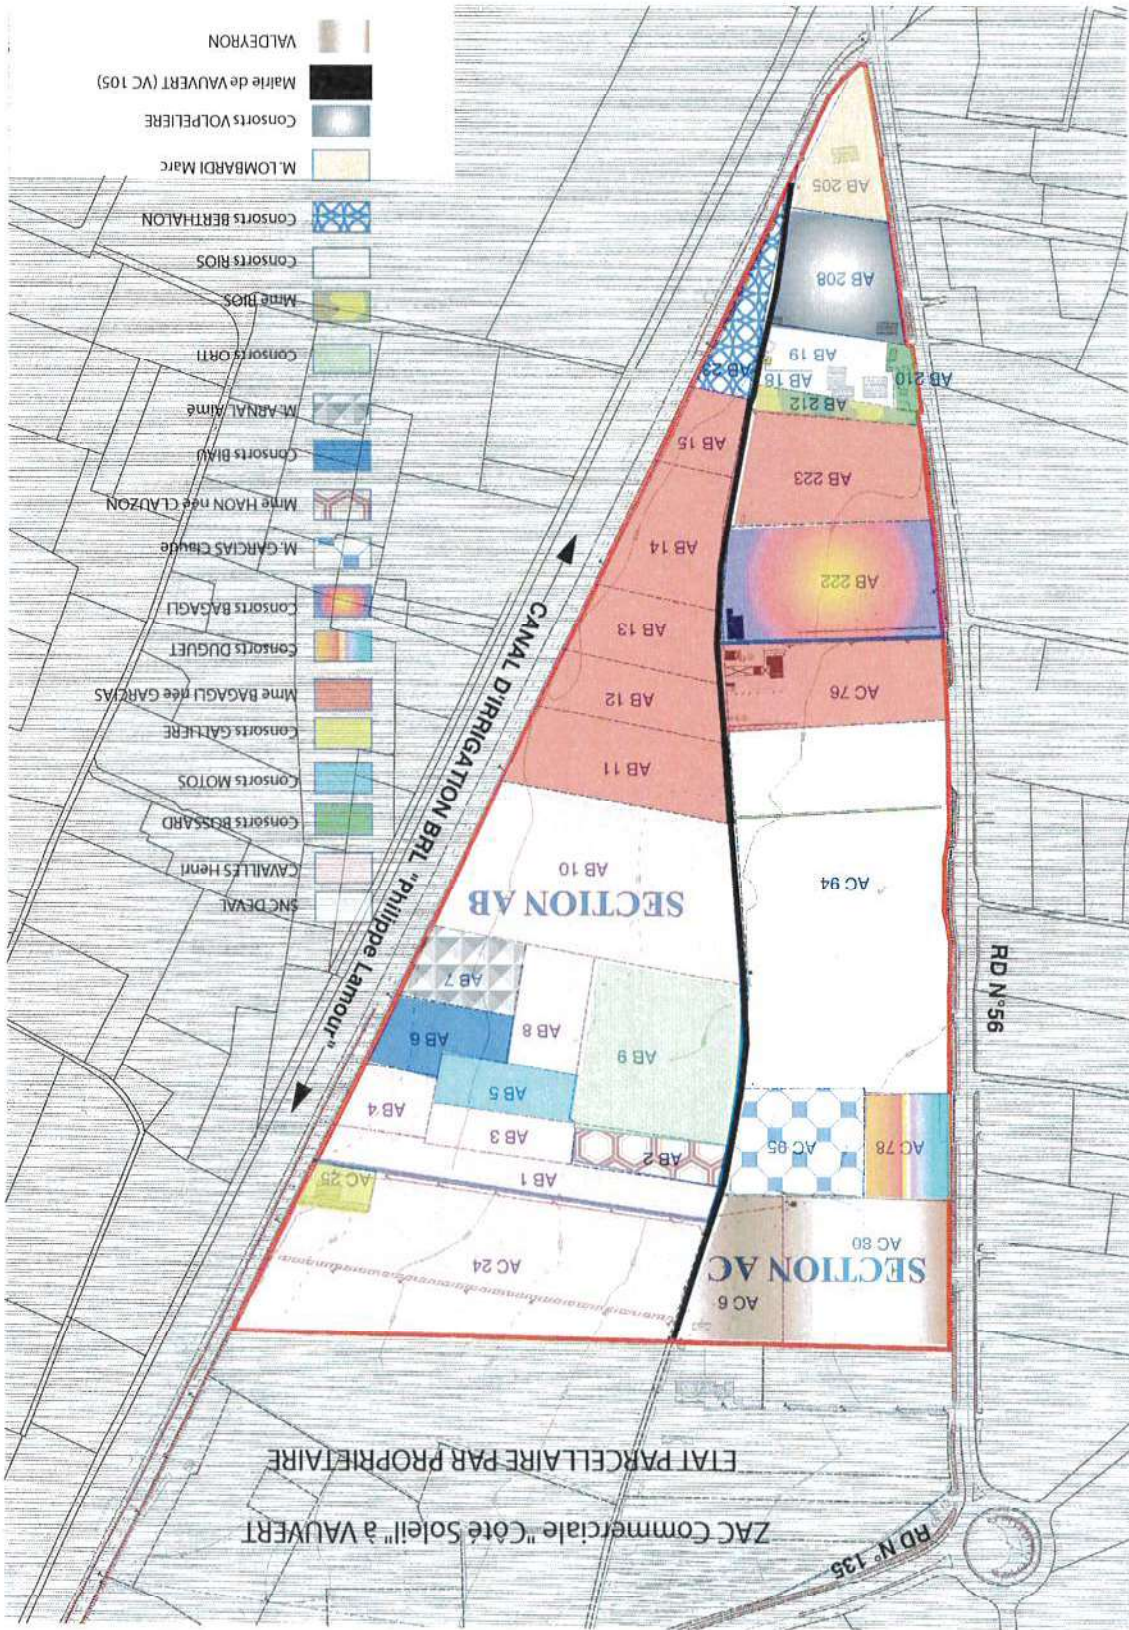 ZAC Commerciale "Côté Soleil" à VAUVERT
ETAT PARCELLAIRE PAR PROPRIETAIRE
RD N° 135
RD N°56
CANAL D'IRRIGATION BRL "Philippe Lamour"
SECTION AC
AC 80
AC 6
AC 24
AC 25
AC 78
AC 95
AB 1
AB 2
AB 3
AB 4
AB 5
AB 6
AB 7
AB 8
AB 9
SECTION AB
AB 10
AC 94
AB 11
AB 12
AB 13
AB 14
AB 15
AC 76
AB 222
AB 223
AB 212
AB 210
AB 18
AB 19
AB 23
AB 208
AB 205
SNC DEVAL
CAVAILLES Henri
Consorts BOSSARD
Consorts MOTOS
Consorts GALLIERE
Mme BAGAGLI née GARCIAS
Consorts DUGUET
Consorts BAGAGLI
M. GARCIAS Claude
Mme HAON née CLAUZON
Consorts BIAU
M. ARNAL Aimé
Consorts ORTI
Mme RIOS
Consorts RIOS
Consorts BERTHALON
M. LOMBARDI Marc
Consorts VOLPELIERE
Mairie de VAUVERT (VC 105)
VALDEYRON